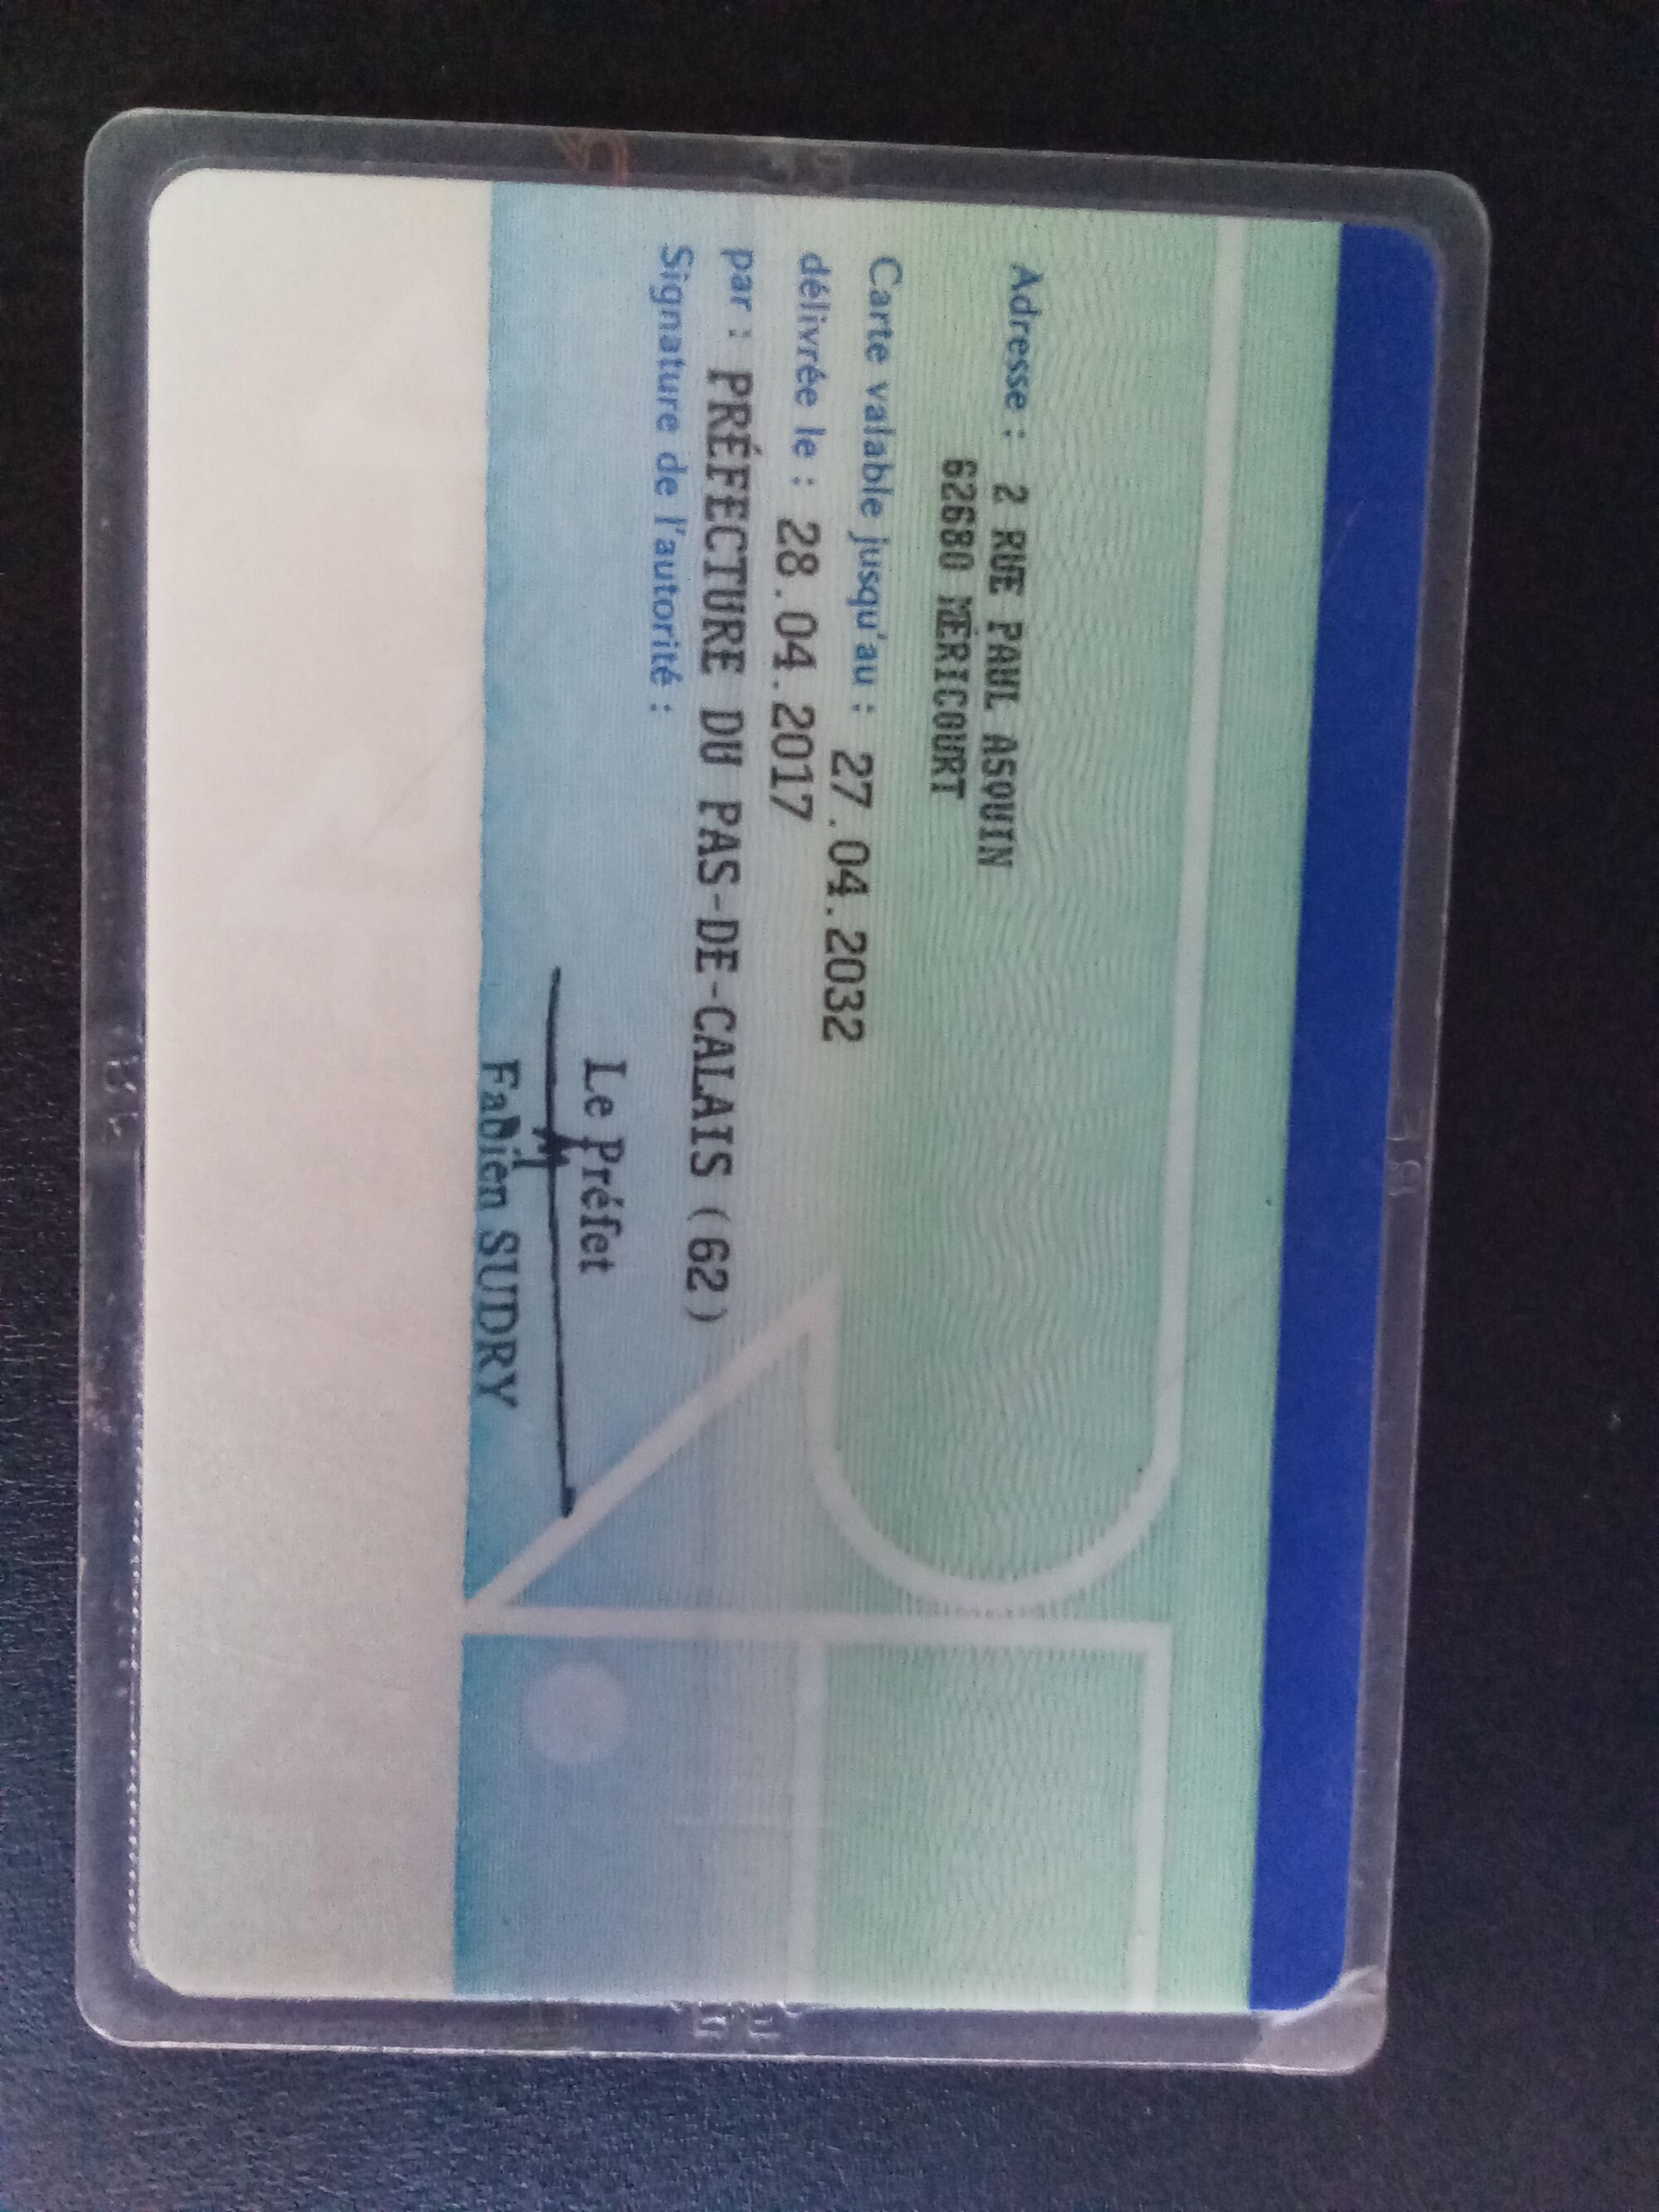 Adresse : 2 RUE PAUL ASQUIN
62680 MÉRICOURT
Carte valable jusqu'au : 27.04.2032
délivrée le : 28.04.2017
par : PRÉFECTURE DU PAS-DE-CALAIS (62)
Signature de l'autorité :
Le Préfet
Fabien SUDRY